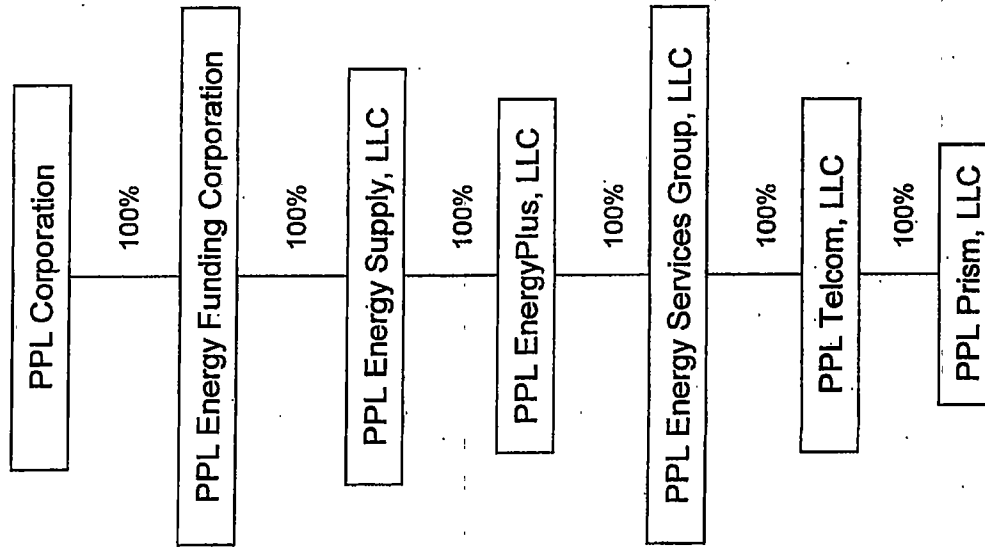 PPL Corporation
100%
PPL Energy Funding Corporation
100%
PPL Energy Supply, LLC
100%
PPL EnergyPlus, LLC
100%
PPL Energy Services Group, LLC
100%
PPL Telcom, LLC
100%
PPL Prism, LLC